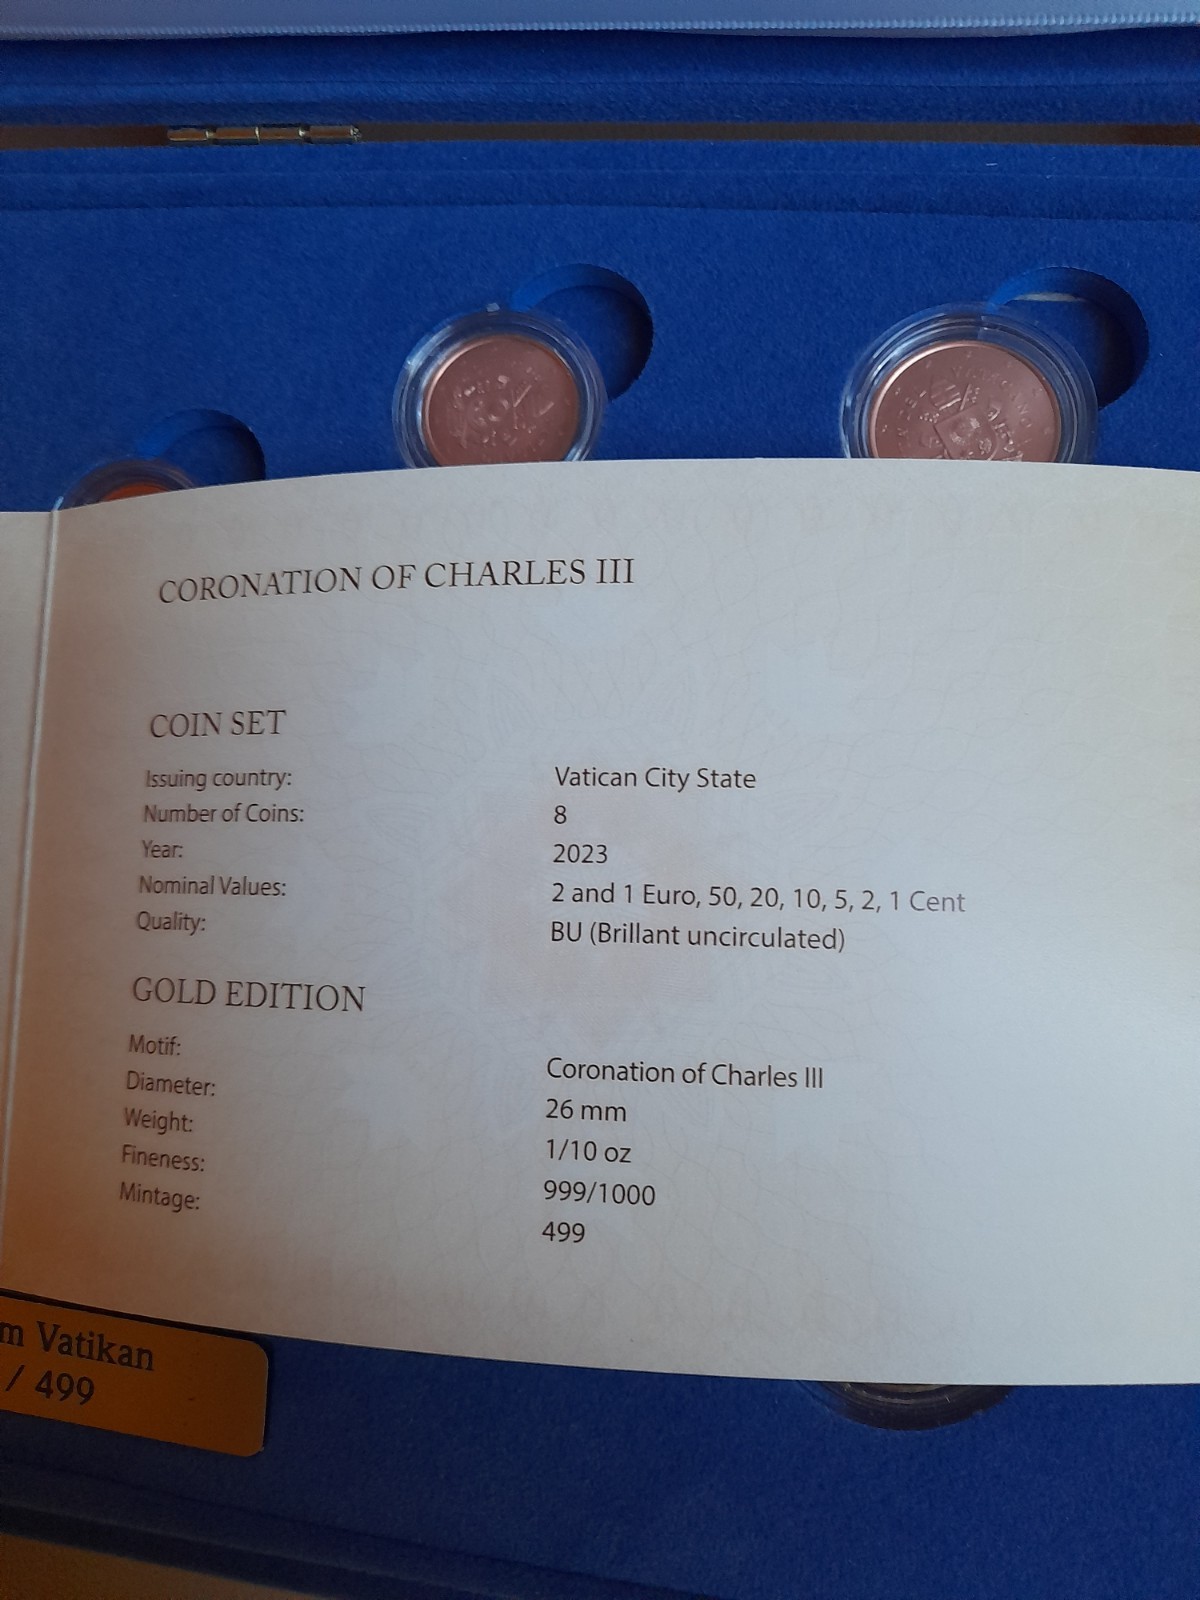 CORONATION OF CHARLES III
COIN SET
Issuing country: Vatican City State
Number of Coins: 8
Year: 2023
Nominal Values: 2 and 1 Euro, 50, 20, 10, 5, 2, 1 Cent
Quality: BU (Brillant uncirculated)
GOLD EDITION
Motif: Coronation of Charles III
Diameter: 26 mm
Weight: 1/10 oz
Fineness: 999/1000
Mintage: 499
m Vatikan
/ 499